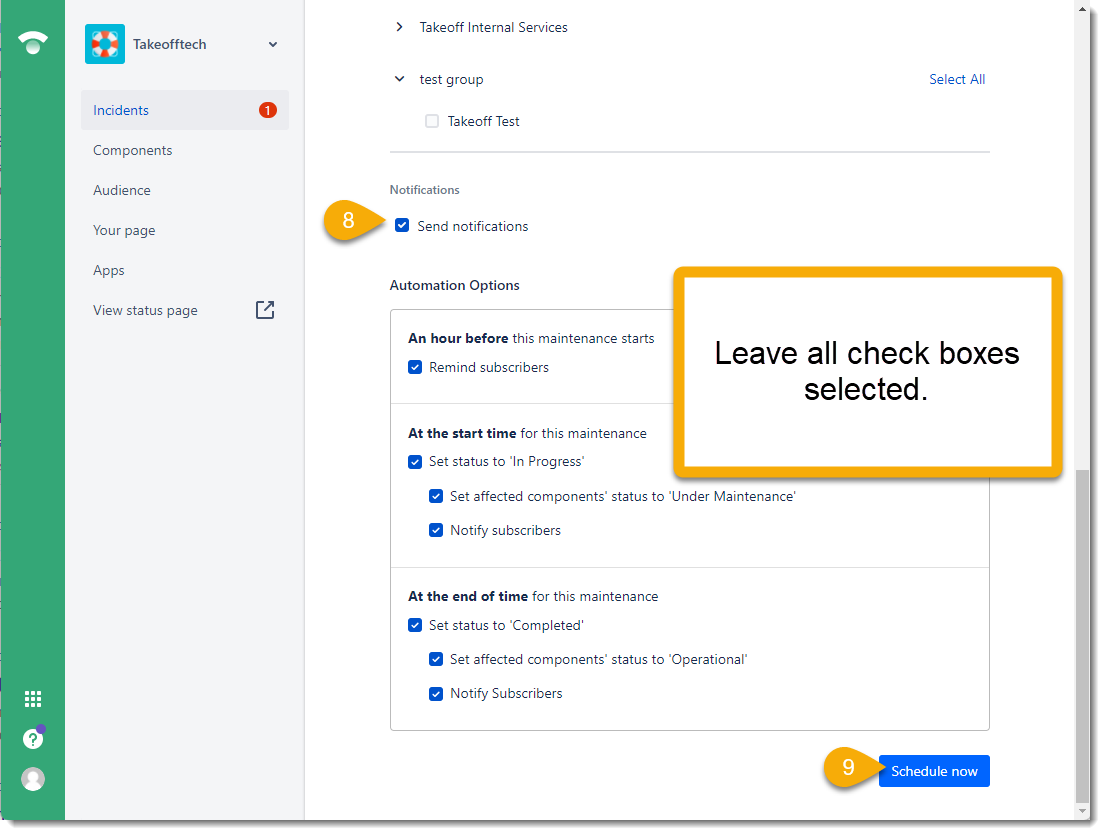 Takeofftech
Incidents 1
Components
Audience
Your page
Apps
View status page
Takeoff Internal Services
test group Select All
Takeoff Test
Notifications
8 Send notifications
Automation Options
An hour before this maintenance starts
Remind subscribers
Leave all check boxes
selected.
At the start time for this maintenance
Set status to 'In Progress'
Set affected components' status to 'Under Maintenance'
Notify subscribers
At the end of time for this maintenance
Set status to 'Completed'
Set affected components' status to 'Operational'
Notify Subscribers
9 Schedule now
?